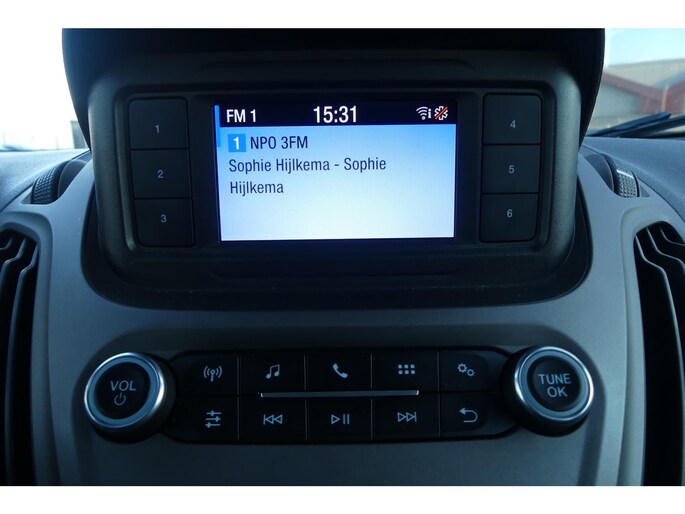 FM 1 15:31
1 NPO 3FM
Sophie Hijlkema - Sophie
Hijlkema
1
2
3
4
5
6
VOL
TUNE
OK